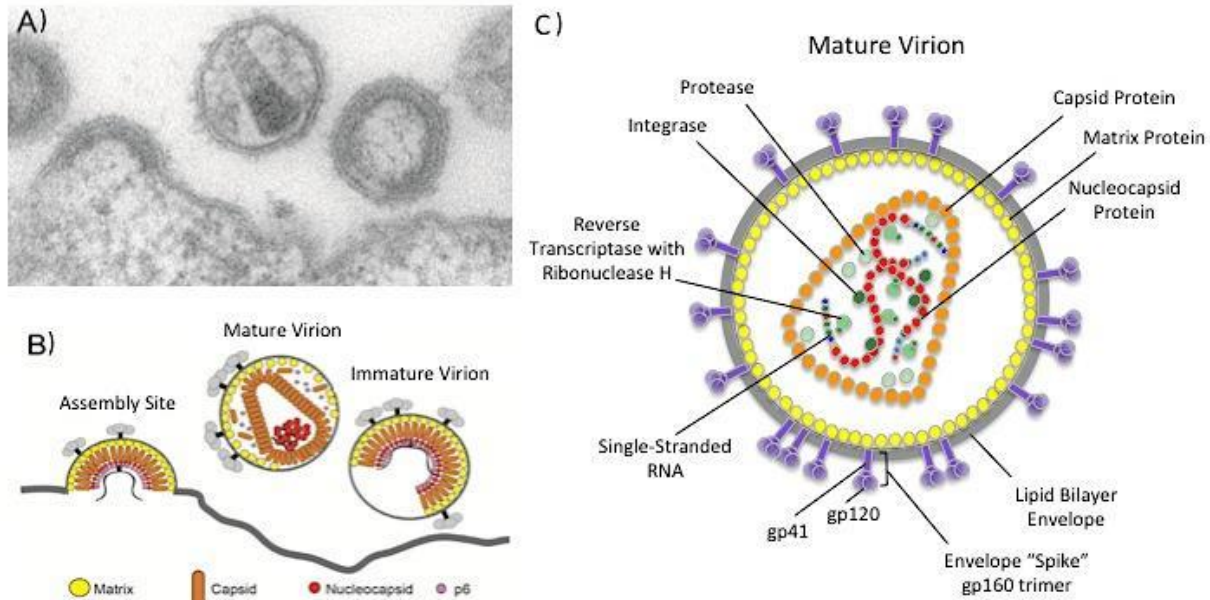 A)
B)
Mature Virion
Immature Virion
Assembly Site
Matrix
Capsid
Nucleocapsid
p6
C)
Mature Virion
Protease
Integrase
Reverse
Transcriptase with
Ribonuclease H
Single-Stranded
RNA
gp41
gp120
Capsid Protein
Matrix Protein
Nucleocapsid
Protein
Lipid Bilayer
Envelope
Envelope "Spike"
gp160 trimer